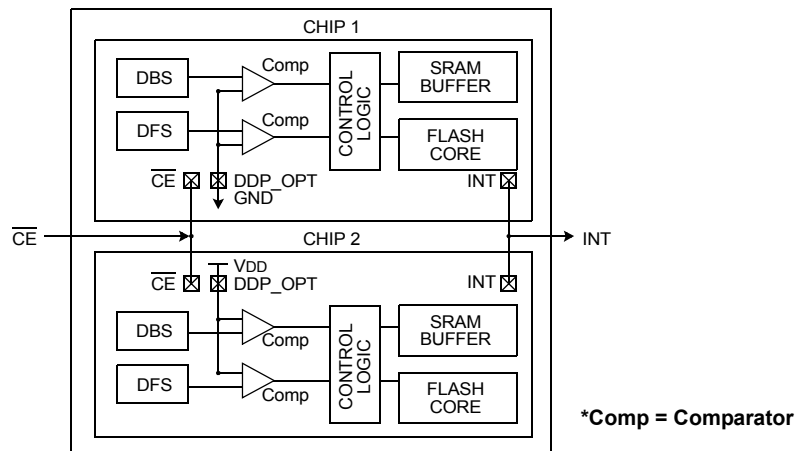 CHIP 1
DBS
Comp
CONTROL
LOGIC
SRAM
BUFFER
DFS
Comp
FLASH
CORE
CE
DDP_OPT
GND
INT
CE
INT
CHIP 2
VDD
CE
DDP_OPT
INT
DBS
Comp
CONTROL
LOGIC
SRAM
BUFFER
DFS
Comp
FLASH
CORE
*Comp = Comparator